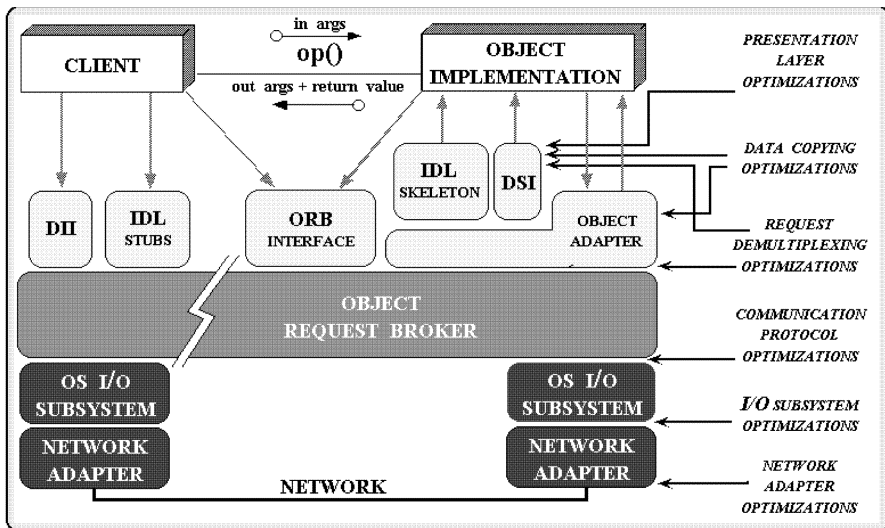 in args
op()
out args + return value
CLIENT
OBJECT
IMPLEMENTATION
PRESENTATION
LAYER
OPTIMIZATIONS
DATA COPYING
OPTIMIZATIONS
REQUEST
DEMULTIPLEXING
OPTIMIZATIONS
COMMUNICATION
PROTOCOL
OPTIMIZATIONS
I/O SUBSYSTEM
OPTIMIZATIONS
NETWORK
ADAPTER
OPTIMIZATIONS
DII
IDL
STUBS
ORB
INTERFACE
IDL
SKELETON
DSI
OBJECT
ADAPTER
OBJECT
REQUEST BROKER
OS I/O
SUBSYSTEM
NETWORK
ADAPTER
OS I/O
SUBSYSTEM
NETWORK
ADAPTER
NETWORK